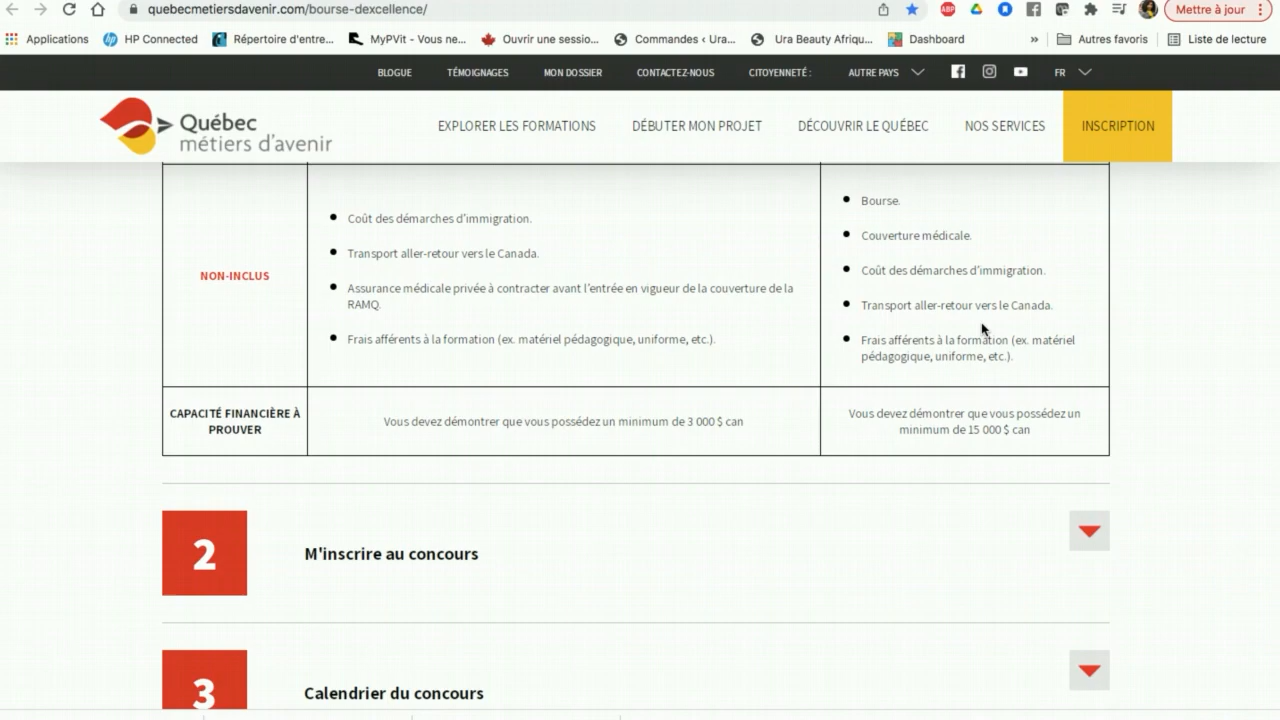 quebecmetiersdavenir.com/bourse-dexcellence/
ABP
Mettre à jour
Applications
HP Connected
Répertoire d'entre...
MyPVit - Vous ne...
Ouvrir une sessio...
Commandes ‹ Ura...
Ura Beauty Afriqu...
Dashboard
»
Autres favoris
Liste de lecture
BLOGUE
TÉMOIGNAGES
MON DOSSIER
CONTACTEZ-NOUS
CITOYENNETÉ :
AUTRE PAYS
FR
Québec
métiers d'avenir
EXPLORER LES FORMATIONS
DÉBUTER MON PROJET
DÉCOUVRIR LE QUÉBEC
NOS SERVICES
INSCRIPTION
NON-INCLUS
Coût des démarches d'immigration.
Transport aller-retour vers le Canada.
Assurance médicale privée à contracter avant l'entrée en vigueur de la couverture de la
RAMQ.
Frais afférents à la formation (ex. matériel pédagogique, uniforme, etc.).
Bourse.
Couverture médicale.
Coût des démarches d'immigration.
Transport aller-retour vers le Canada.
Frais afférents à la formation (ex. matériel
pédagogique, uniforme, etc.).
CAPACITÉ FINANCIÈRE À
PROUVER
Vous devez démontrer que vous possédez un minimum de 3 000 $ can
Vous devez démontrer que vous possédez un
minimum de 15 000 $ can
2
M'inscrire au concours
3
Calendrier du concours